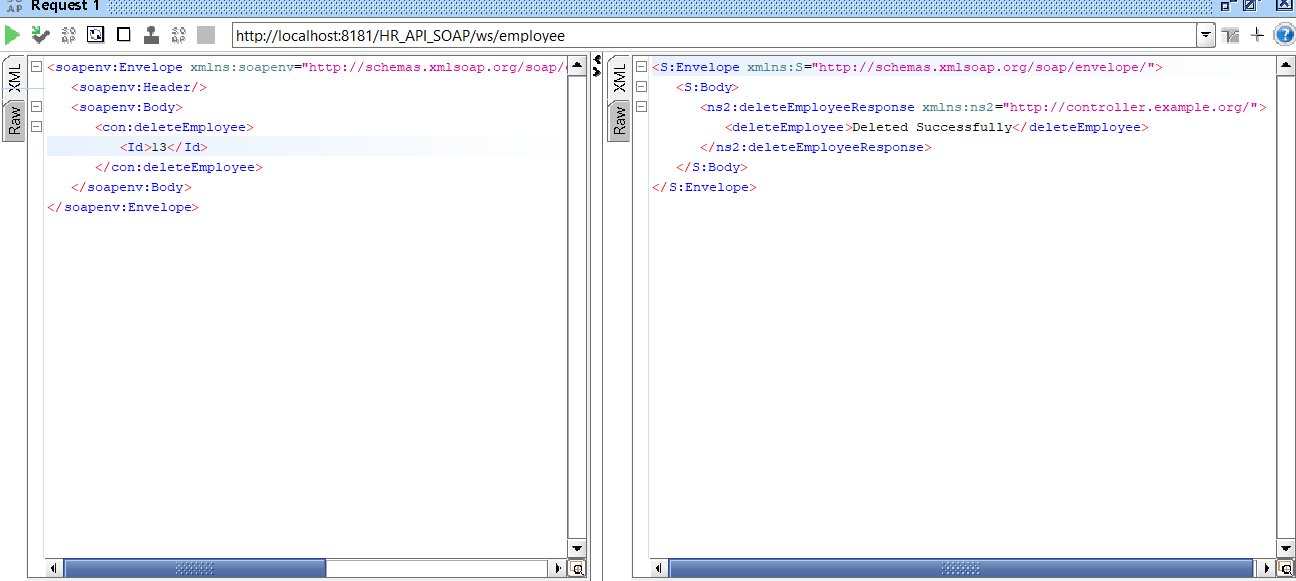 Request 1
http://localhost:8181/HR_API_SOAP/ws/employee
XML
Raw
<soapenv:Envelope xmlns:soapenv="http://schemas.xmlsoap.org/soap/
<soapenv:Header/>
<soapenv:Body>
<con:deleteEmployee>
<Id>13</Id>
</con:deleteEmployee>
</soapenv:Body>
</soapenv:Envelope>
XML
Raw
<S:Envelope xmlns:S="http://schemas.xmlsoap.org/soap/envelope/">
<S:Body>
<ns2:deleteEmployeeResponse xmlns:ns2="http://controller.example.org/">
<deleteEmployee>Deleted Successfully</deleteEmployee>
</ns2:deleteEmployeeResponse>
</S:Body>
</S:Envelope>